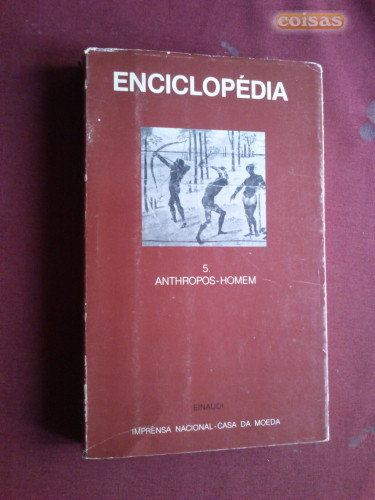 coisas
ENCICLOPÉDIA
5.
ANTHROPOS-HOMEM
EINAUDI
IMPRENSA NACIONAL-CASA DA MOEDA